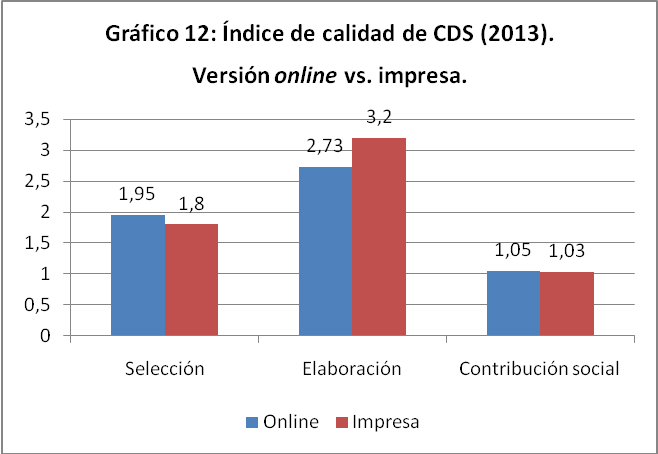 Gráfico 12: Índice de calidad de CDS (2013).
Versión online vs. impresa.
3,5
3
2,5
2
1,5
1
0,5
0
1,95
1,8
2,73
3,2
1,05
1,03
Selección
Elaboración
Contribución social
Online
Impresa